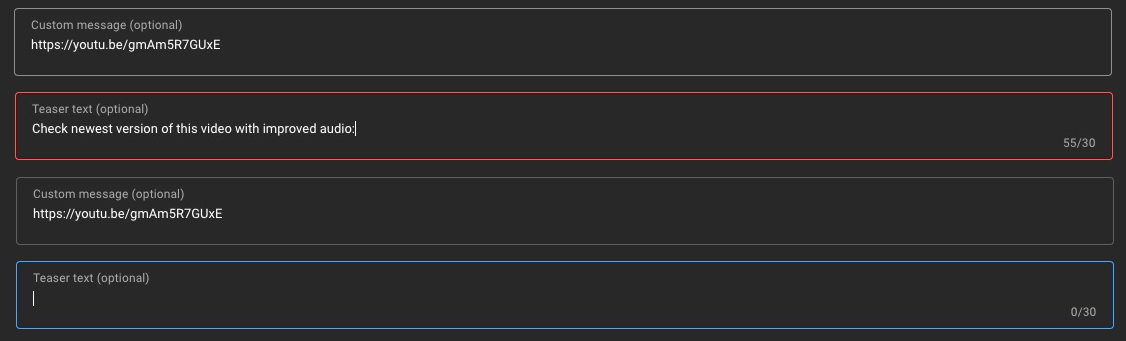 Custom message (optional)
https://youtu.be/gmAm5R7GUxE
Teaser text (optional)
Check newest version of this video with improved audio:
55/30
Custom message (optional)
https://youtu.be/gmAm5R7GUxE
Teaser text (optional)
0/30